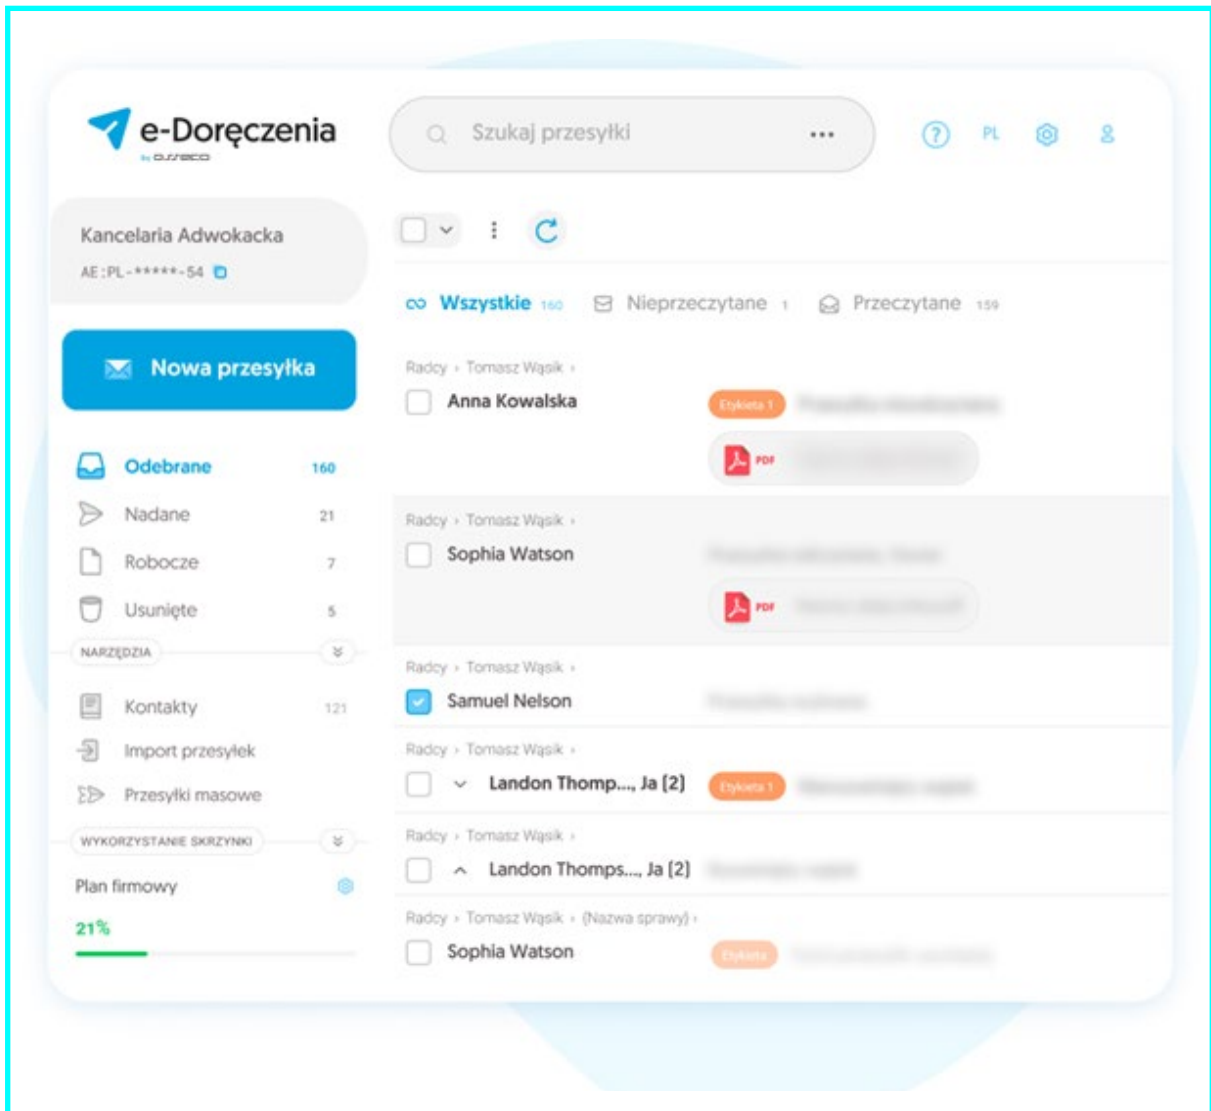 e-Doręczenia
by asseco
Szukaj przesyłki
PL
Kancelaria Adwokacka
AE:PL-*****-54
Wszystkie 160 Nieprzeczytane 1 Przeczytane 159
Nowa przesyłka
Radcy › Tomasz Wąsik ›
Anna Kowalska Etykieta 1
PDF
Odebrane 160
Nadane 21
Robocze 7
Usunięte 5
NARZĘDZIA
Kontakty 121
Import przesyłek
Przesyłki masowe
WYKORZYSTANIE SKRZYNKI
Plan firmowy
21%
Radcy › Tomasz Wąsik ›
Sophia Watson
PDF
Radcy › Tomasz Wąsik ›
Samuel Nelson
Radcy › Tomasz Wąsik ›
Landon Thomp..., Ja (2) Etykieta 1
Radcy › Tomasz Wąsik ›
Landon Thomps..., Ja (2)
Radcy › Tomasz Wąsik › {Nazwa sprawy} ›
Sophia Watson Etykieta